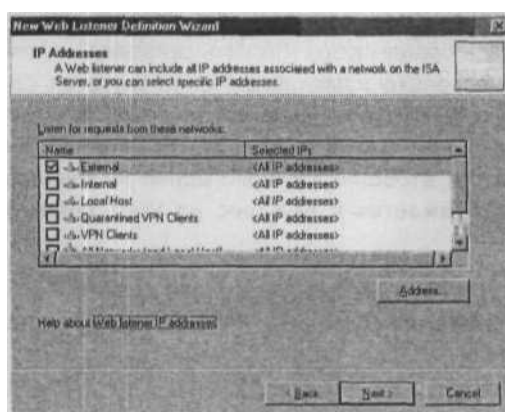 New Web Listener Definition Wizard
IP Addresses
A Web listener can include all IP addresses associated with a network on the ISA
Server, or you can select specific IP addresses.
Listen for requests from these networks:
Name Selected IPs
External <All IP addresses>
Internal <All IP addresses>
Local Host <All IP addresses>
Quarantined VPN Clients <All IP addresses>
VPN Clients <All IP addresses>
Address...
Help about Web listener IP addresses
< Back Next > Cancel